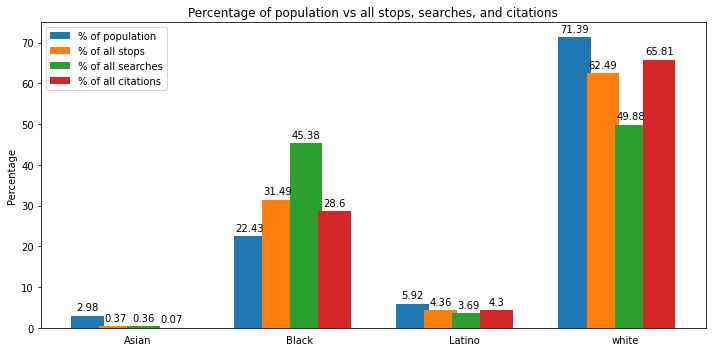 Percentage of population vs all stops, searches, and citations
% of population
% of all stops
% of all searches
% of all citations
Percentage
70
60
50
40
30
20
10
0
2.98
0.37
0.36
0.07
22.43
31.49
45.38
28.6
5.92
4.36
3.69
4.3
71.39
62.49
49.88
65.81
Asian
Black
Latino
white